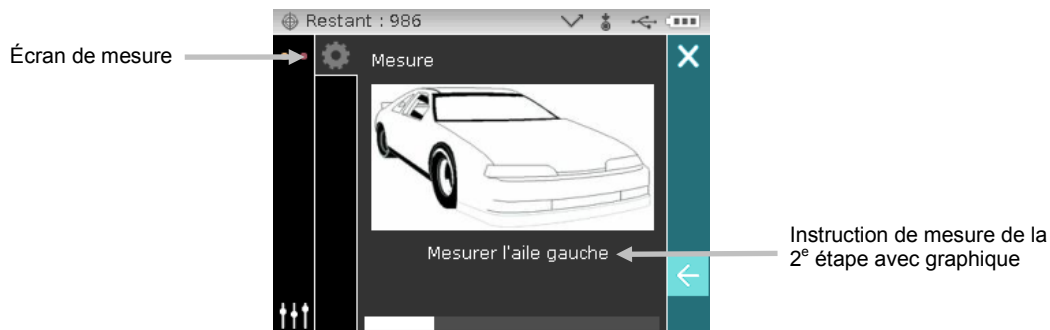 Restant : 986
Écran de mesure
Mesure
Mesurer l'aile gauche
Instruction de mesure de la
2e étape avec graphique